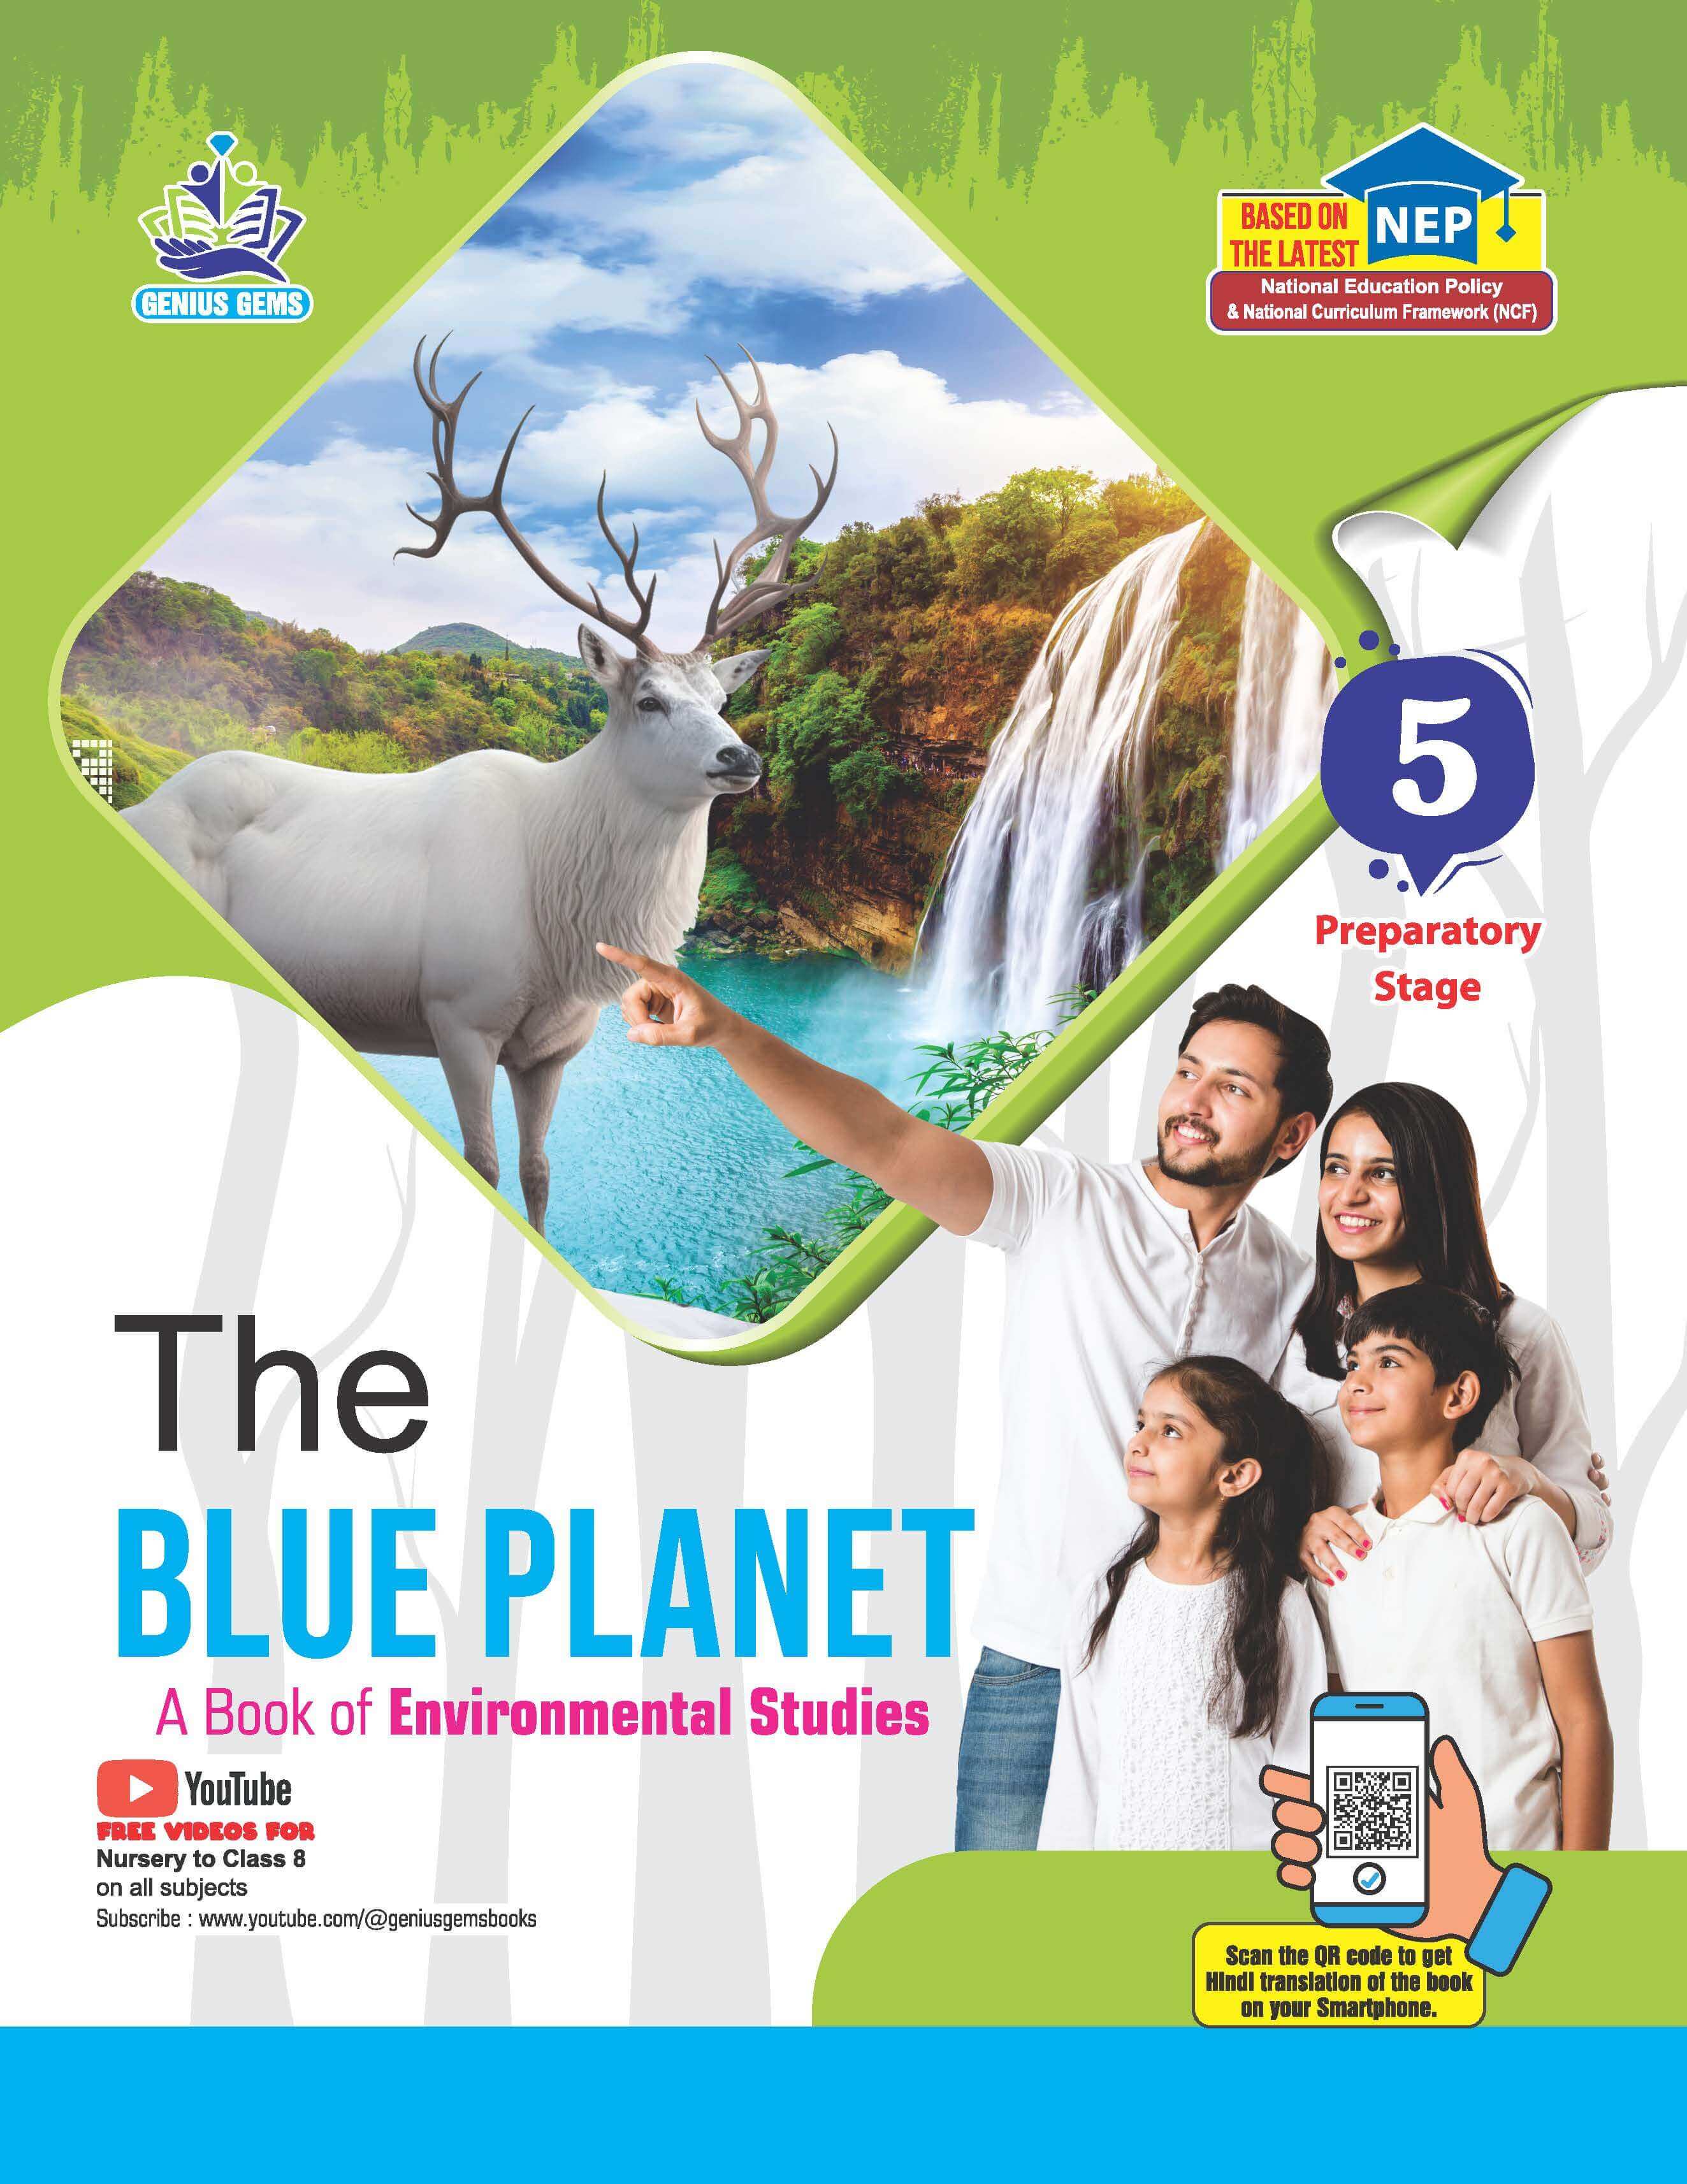 GENIUS GEMS
BASED ON
THE LATEST
NEP
National Education Policy
& National Curriculum Framework (NCF)
5
Preparatory
Stage
The
BLUE PLANET
A Book of Environmental Studies
YouTube
FREE VIDEOS FOR
Nursery to Class 8
on all subjects
Subscribe : www.youtube.com/@geniusgemsbooks
Scan the QR code to get
Hindi translation of the book
on your Smartphone.